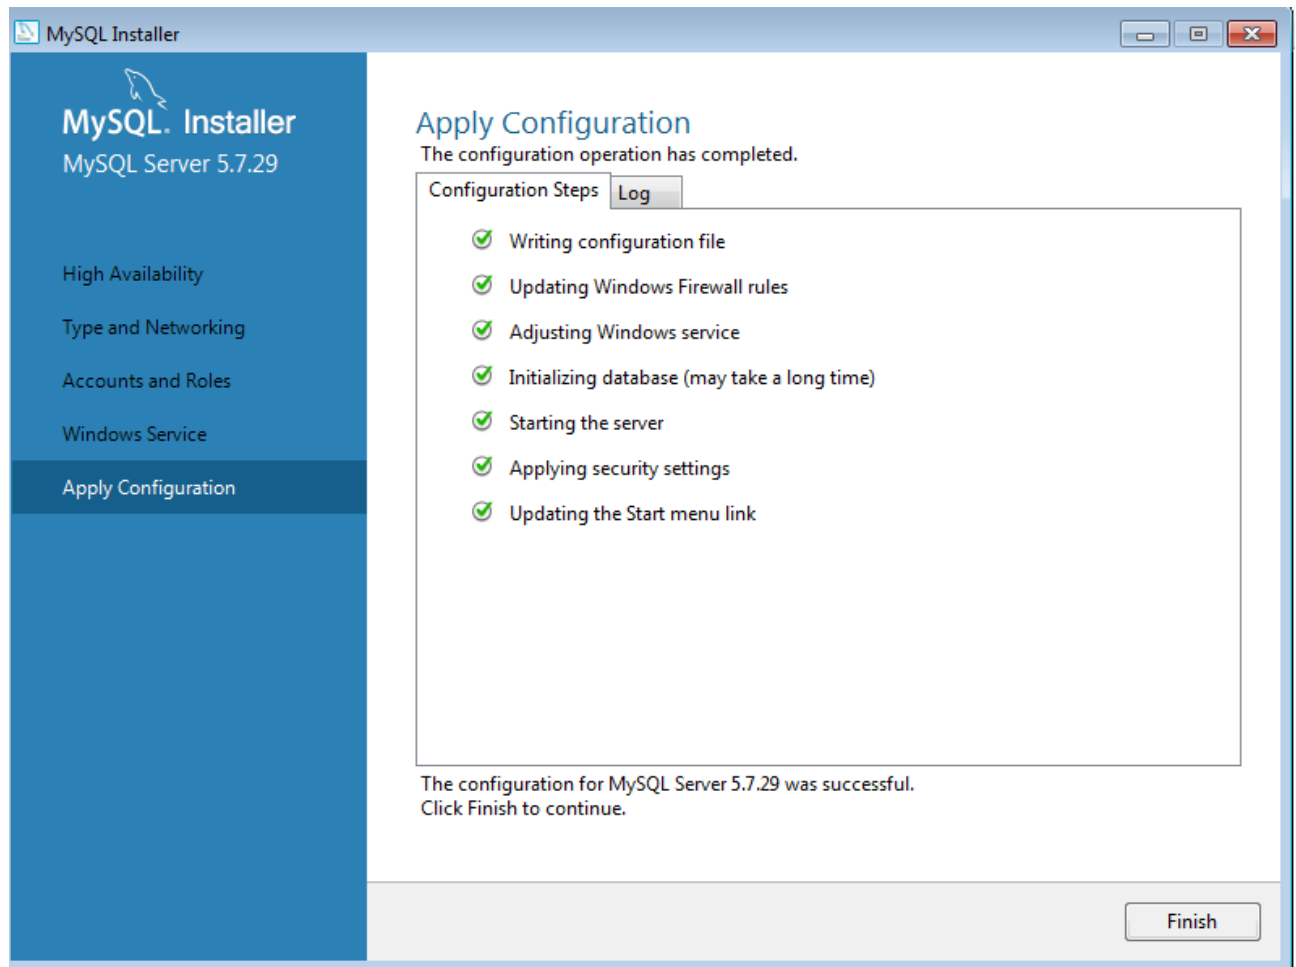 MySQL Installer
MySQL. Installer
MySQL Server 5.7.29
High Availability
Type and Networking
Accounts and Roles
Windows Service
Apply Configuration
Apply Configuration
The configuration operation has completed.
Configuration Steps
Log
Writing configuration file
Updating Windows Firewall rules
Adjusting Windows service
Initializing database (may take a long time)
Starting the server
Applying security settings
Updating the Start menu link
The configuration for MySQL Server 5.7.29 was successful.
Click Finish to continue.
Finish